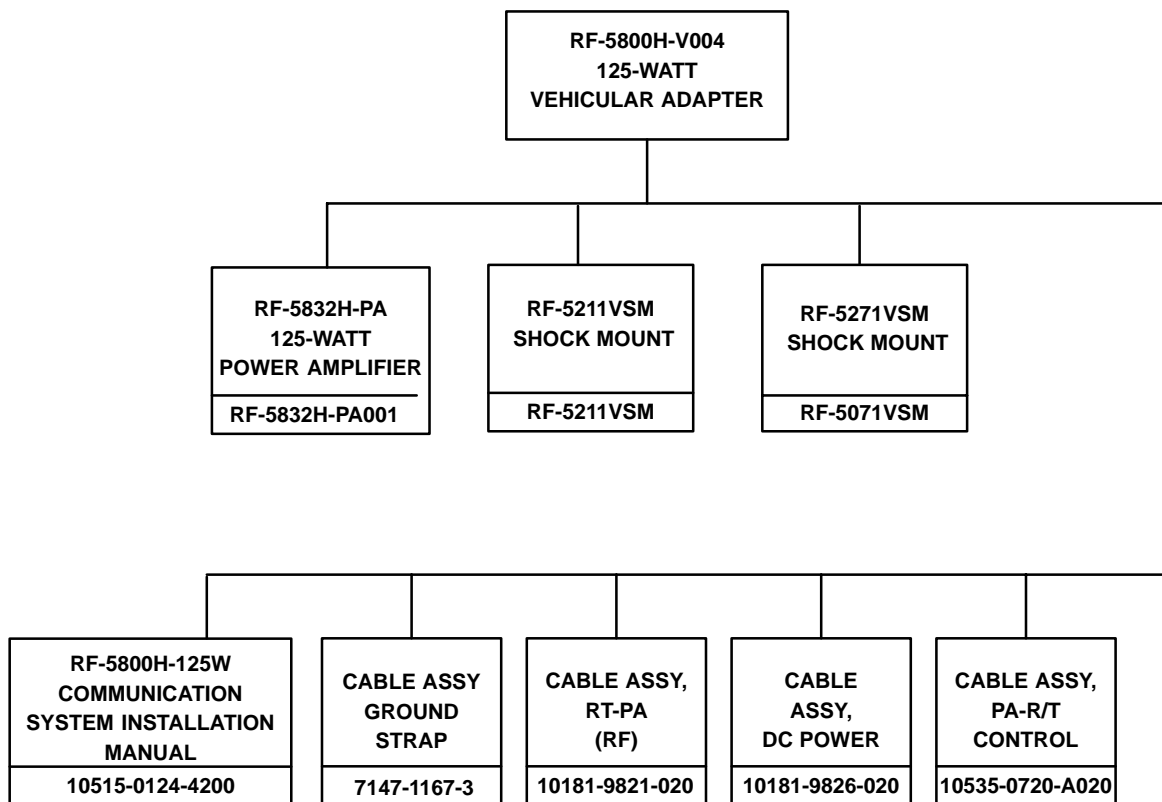 RF-5800H-V004
125-WATT
VEHICULAR ADAPTER
RF-5832H-PA
125-WATT
POWER AMPLIFIER
RF-5832H-PA001
RF-5211VSM
SHOCK MOUNT
RF-5211VSM
RF-5271VSM
SHOCK MOUNT
RF-5071VSM
RF-5800H-125W
COMMUNICATION
SYSTEM INSTALLATION
MANUAL
10515-0124-4200
CABLE ASSY
GROUND
STRAP
7147-1167-3
CABLE ASSY,
RT-PA
(RF)
10181-9821-020
CABLE
ASSY,
DC POWER
10181-9826-020
CABLE ASSY,
PA-R/T
CONTROL
10535-0720-A020